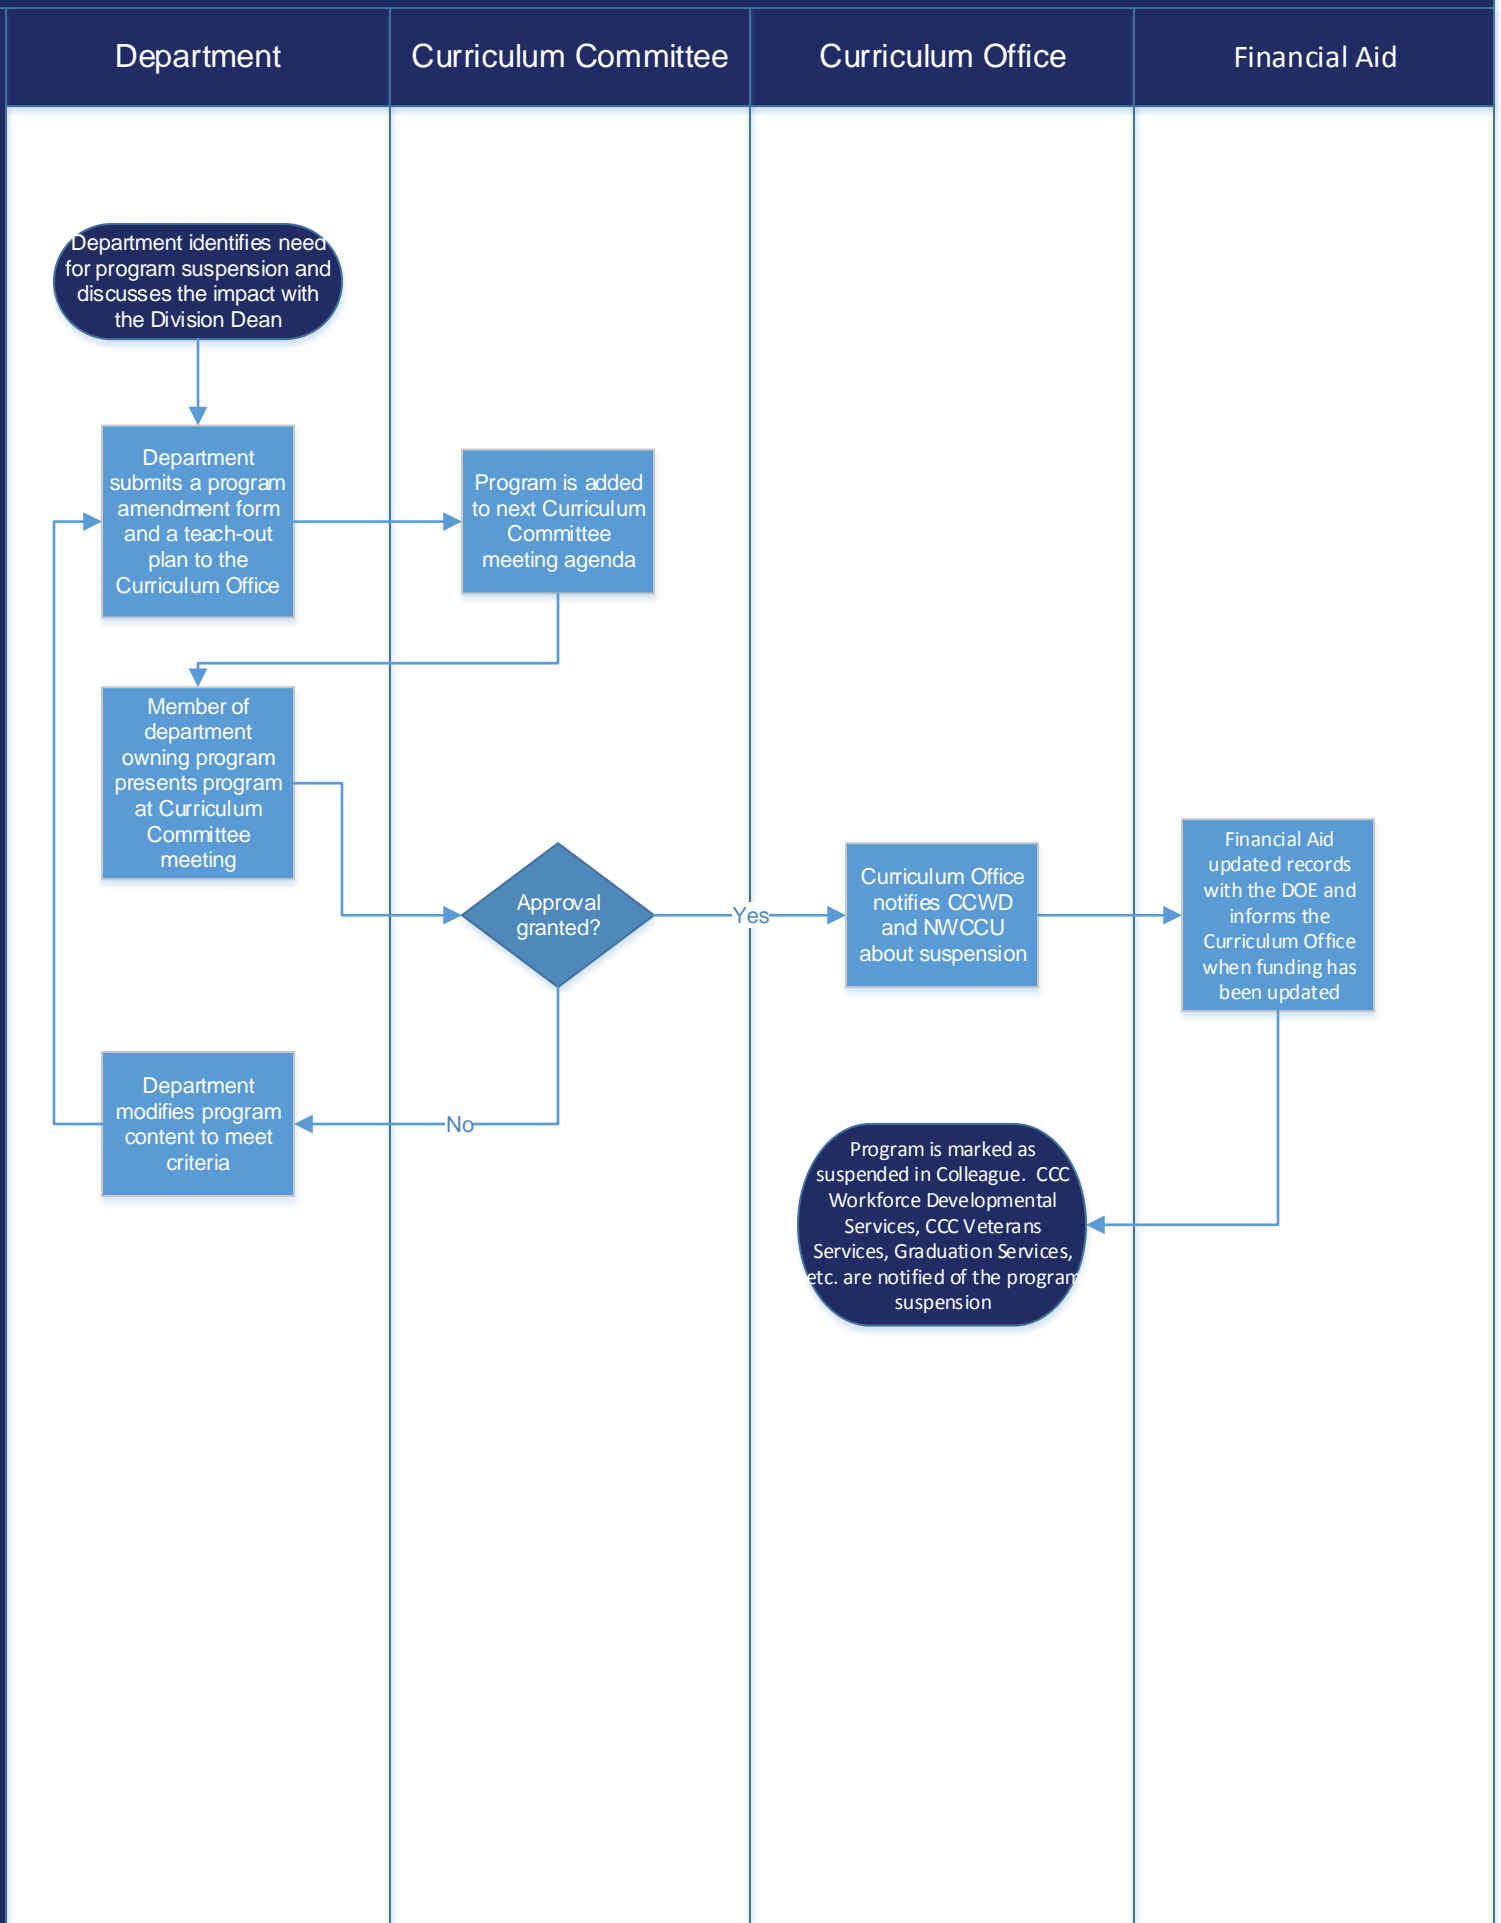 Department
Curriculum Committee
Curriculum Office
Financial Aid
Department identifies need
for program suspension and
discusses the impact with
the Division Dean
Department
submits a program
amendment form
and a teach-out
plan to the
Curriculum Office
Program is added
to next Curriculum
Committee
meeting agenda
Member of
department
owning program
presents program
at Curriculum
Committee
meeting
Approval
granted?
Yes
Curriculum Office
notifies CCWD
and NWCCU
about suspension
Financial Aid
updated records
with the DOE and
informs the
Curriculum Office
when funding has
been updated
Department
modifies program
content to meet
criteria
No
Program is marked as
suspended in Colleague.  CCC
Workforce Developmental
Services, CCC Veterans
Services, Graduation Services,
etc. are notified of the program
suspension